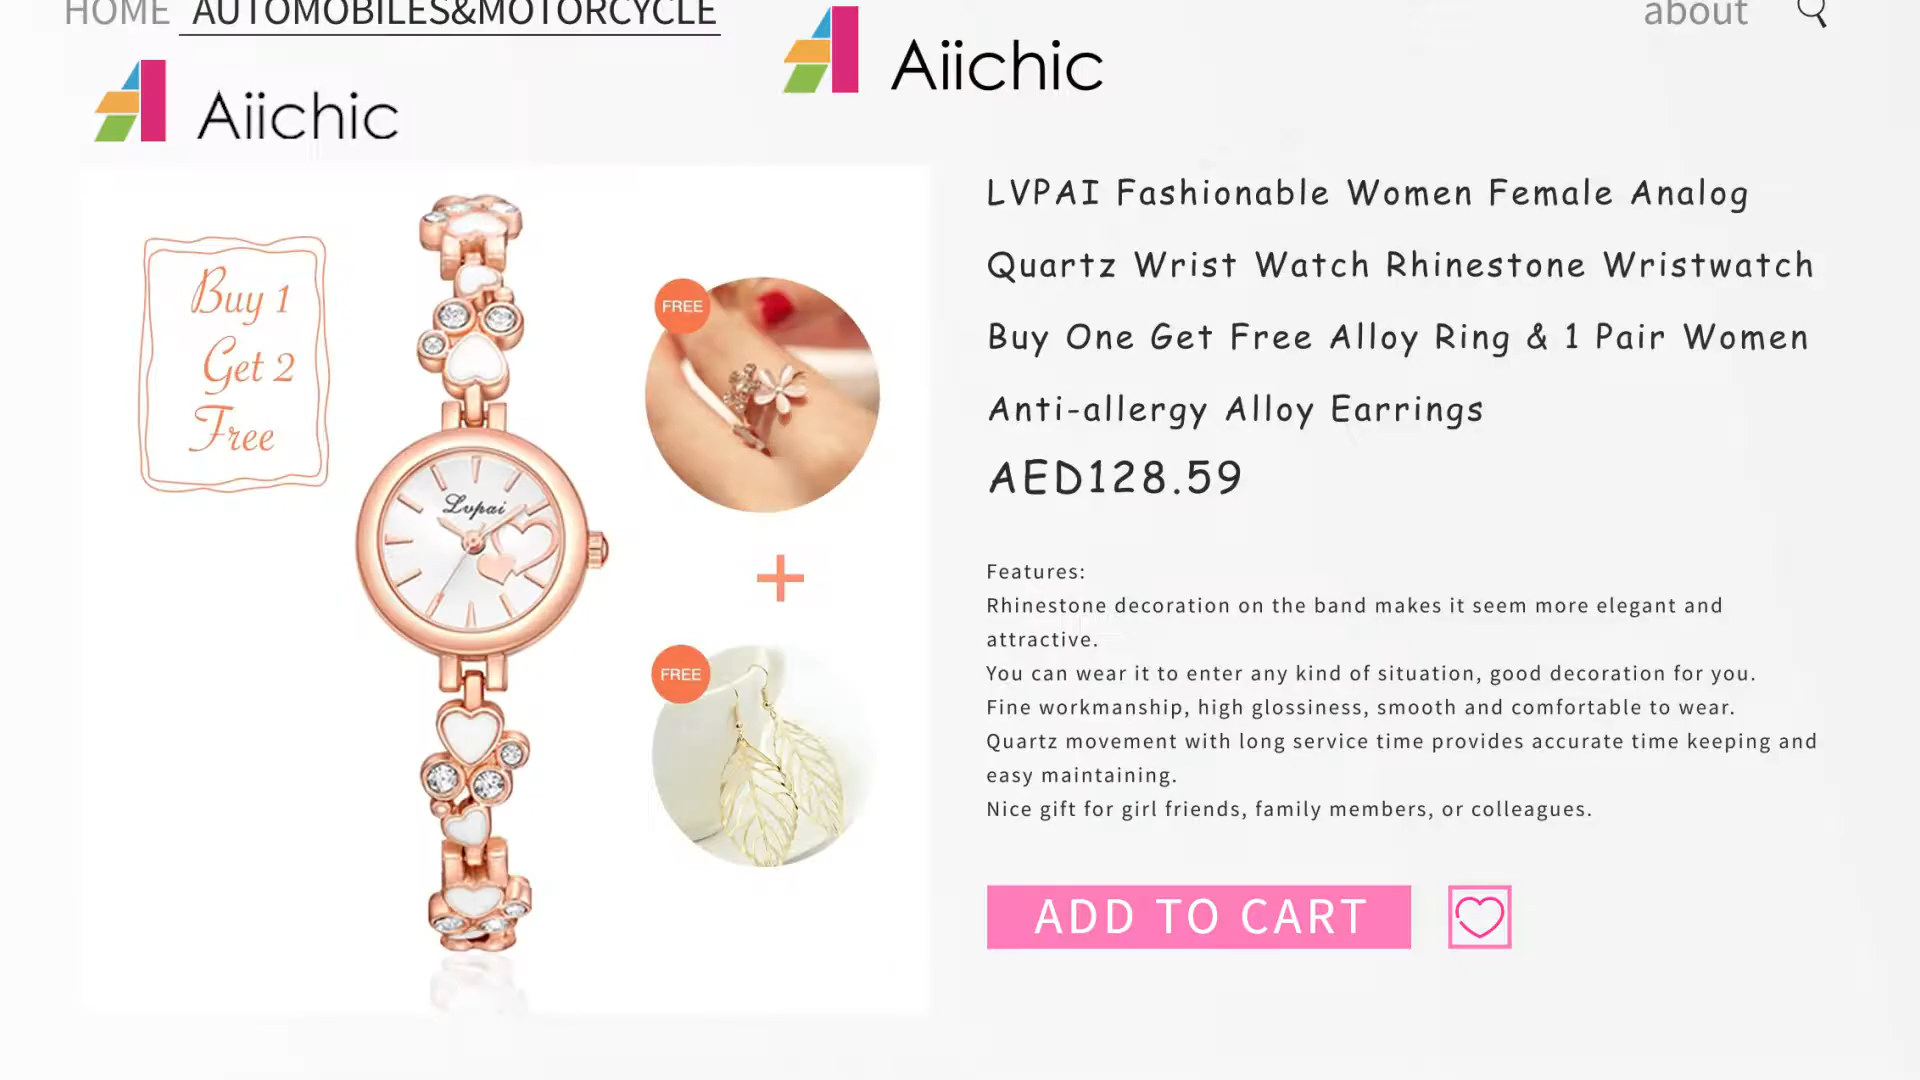 HOME AUTOMOBILES&MOTORCYCLE
about
Aiichic
Aiichic
Buy 1
Get 2
Free
FREE
Lvpai
FREE
LVPAI Fashionable Women Female Analog
Quartz Wrist Watch Rhinestone Wristwatch
Buy One Get Free Alloy Ring & 1 Pair Women
Anti-allergy Alloy Earrings
AED128.59
Features:
Rhinestone decoration on the band makes it seem more elegant and
attractive.
You can wear it to enter any kind of situation, good decoration for you.
Fine workmanship, high glossiness, smooth and comfortable to wear.
Quartz movement with long service time provides accurate time keeping and
easy maintaining.
Nice gift for girl friends, family members, or colleagues.
ADD TO CART